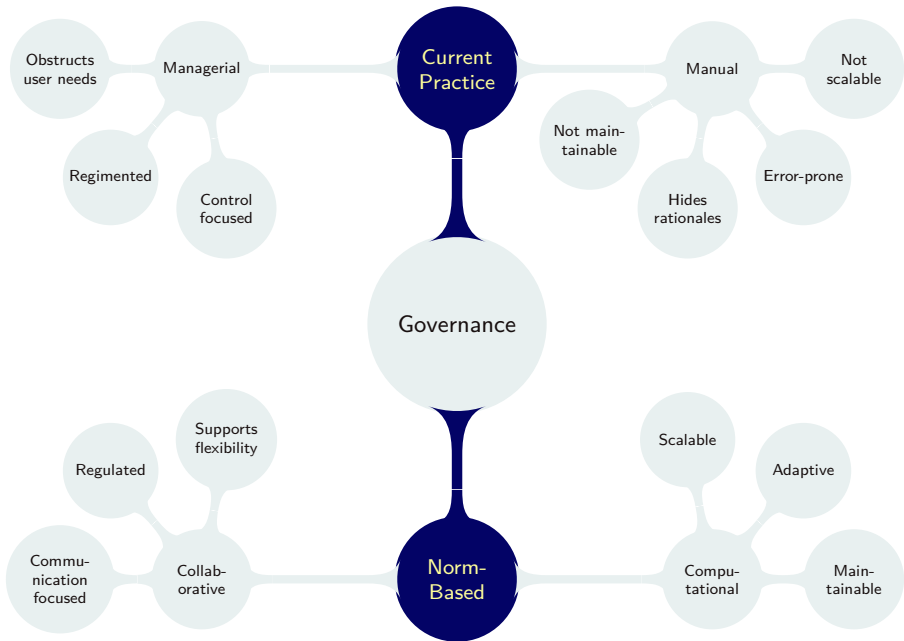 Obstructs
user needs
Managerial
Current
Practice
Manual
Not
scalable
Not main-
tainable
Regimented
Control
focused
Hides
rationales
Error-prone
Governance
Supports
flexibility
Scalable
Regulated
Adaptive
Commu-
nication
focused
Collab-
orative
Norm-
Based
Compu-
tational
Main-
tainable